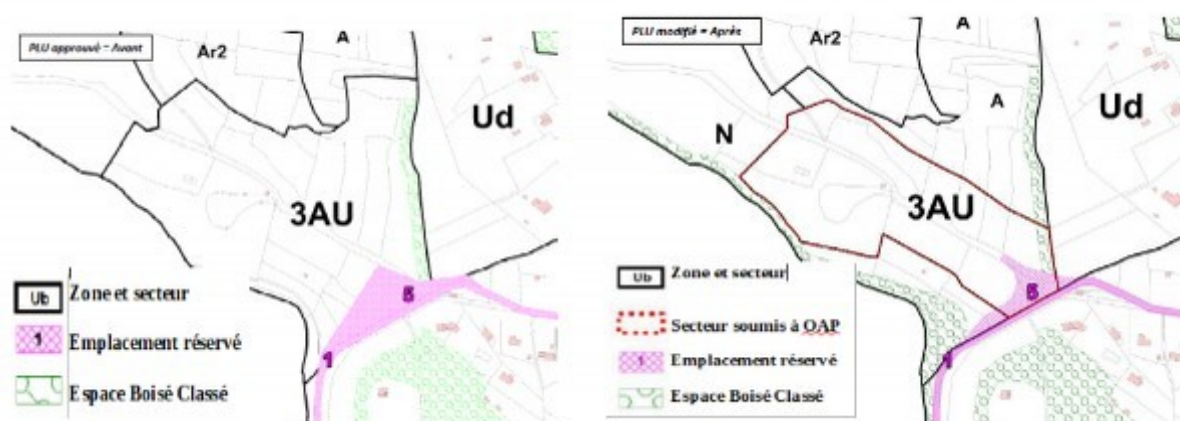 PLU approuvé = Avant
Ar2
A
Ud
3AU
5
1
Ub Zone et secteur
1 Emplacement réservé
Espace Boisé Classé
PLU modifié = Après
Ar2
A
A
N
Ud
3AU
5
1
Ub Zone et secteur
Secteur soumis à OAP
1 Emplacement réservé
Espace Boisé Classé